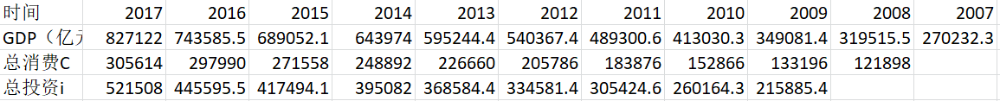 时间 2017 2016 2015 2014 2013 2012 2011 2010 2009 2008 2007
GDP（亿元 827122 743585.5 689052.1 643974 595244.4 540367.4 489300.6 413030.3 349081.4 319515.5 270232.3
总消费C 305614 297990 271558 248892 226660 205786 183876 152866 133196 121898
总投资i 521508 445595.5 417494.1 395082 368584.4 334581.4 305424.6 260164.3 215885.4